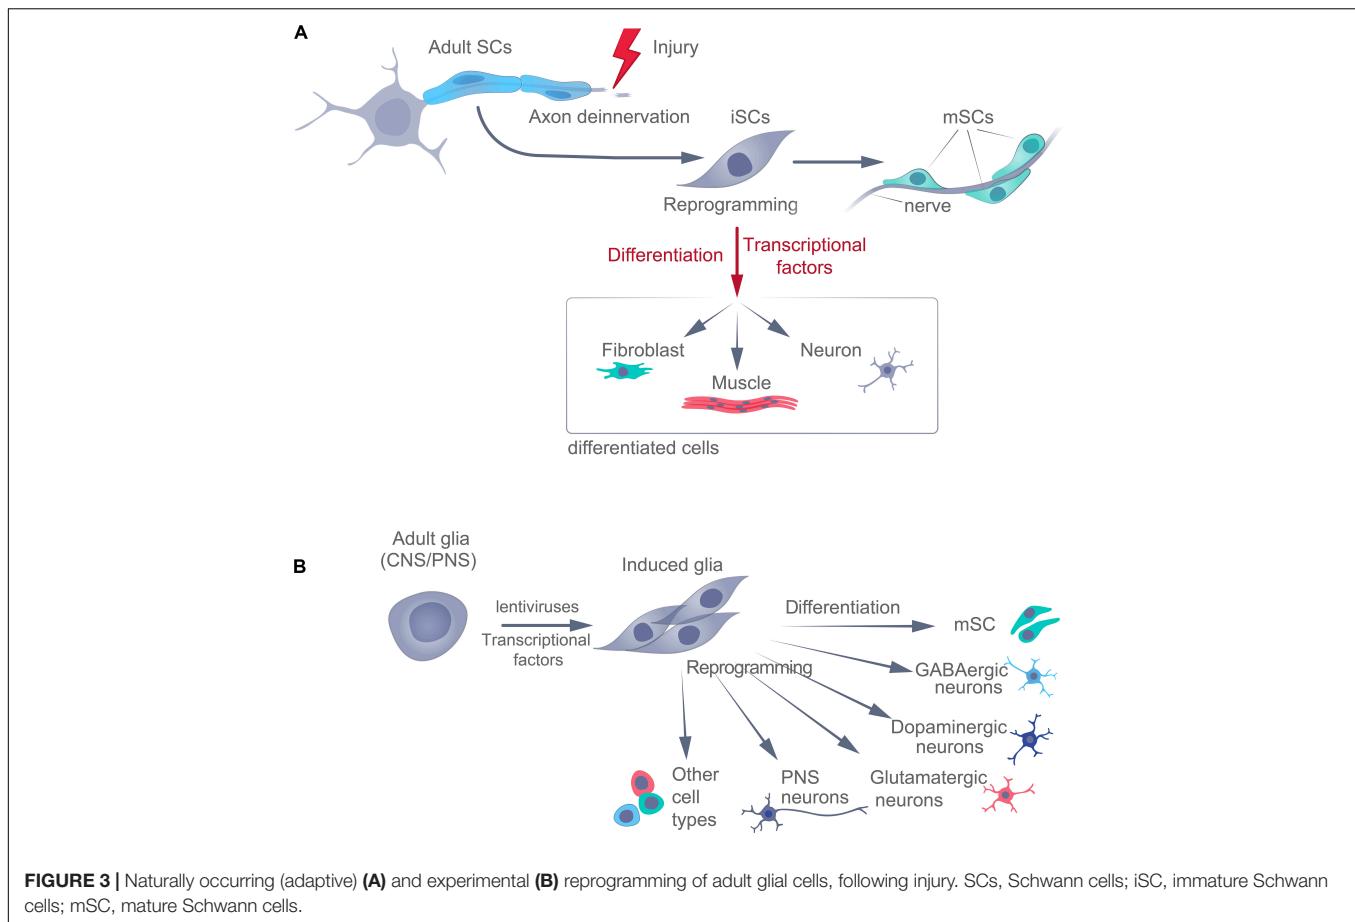 A
Adult SCs
Injury
Axon deinnervation
iSCs
mSCs
nerve
Reprogramming
Differentiation
Transcriptional
factors
Fibroblast
Neuron
Muscle
differentiated cells
B
Adult glia
(CNS/PNS)
Induced glia
lentiviruses
Transcriptional
factors
Differentiation
mSC
Reprogramming
GABAergic
neurons
Dopaminergic
neurons
Other
cell
types
PNS
neurons
Glutamatergic
neurons
FIGURE 3 | Naturally occurring (adaptive) (A) and experimental (B) reprogramming of adult glial cells, following injury. SCs, Schwann cells; iSC, immature Schwann
cells; mSC, mature Schwann cells.